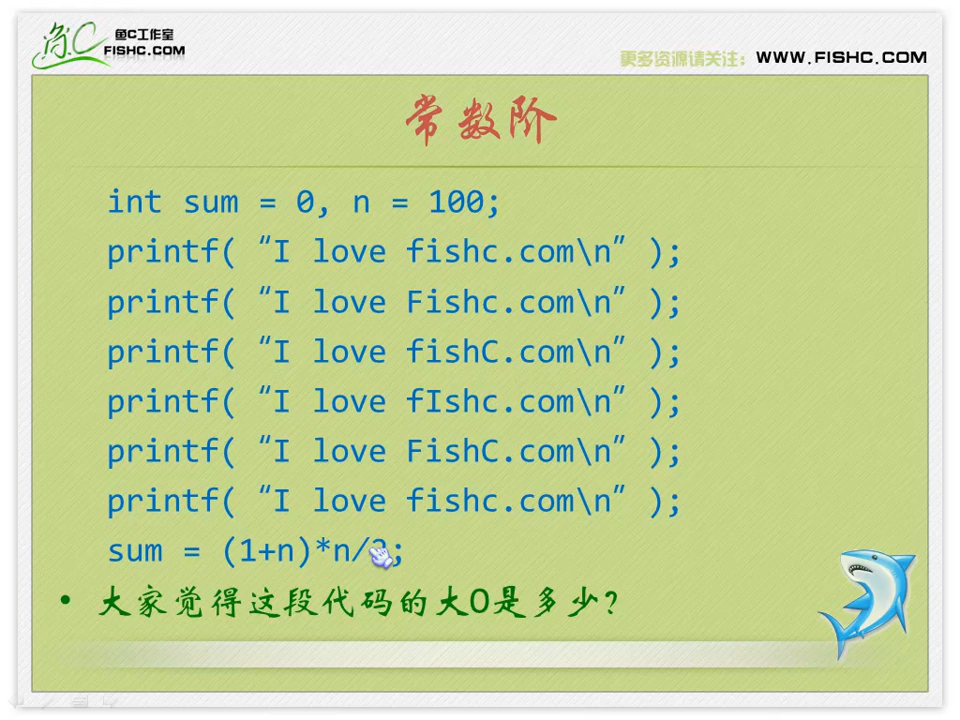 鱼C工作室
FISHC.COM
更多资源请关注： WWW.FISHC.COM
常数阶
int sum = 0, n = 100;
printf( “I love fishc.com\n” );
printf( “I love Fishc.com\n” );
printf( “I love fishC.com\n” );
printf( “I love fIshc.com\n” );
printf( “I love FishC.com\n” );
printf( “I love fishc.com\n” );
sum = (1+n)*n/2;
• 大家觉得这段代码的大O是多少？